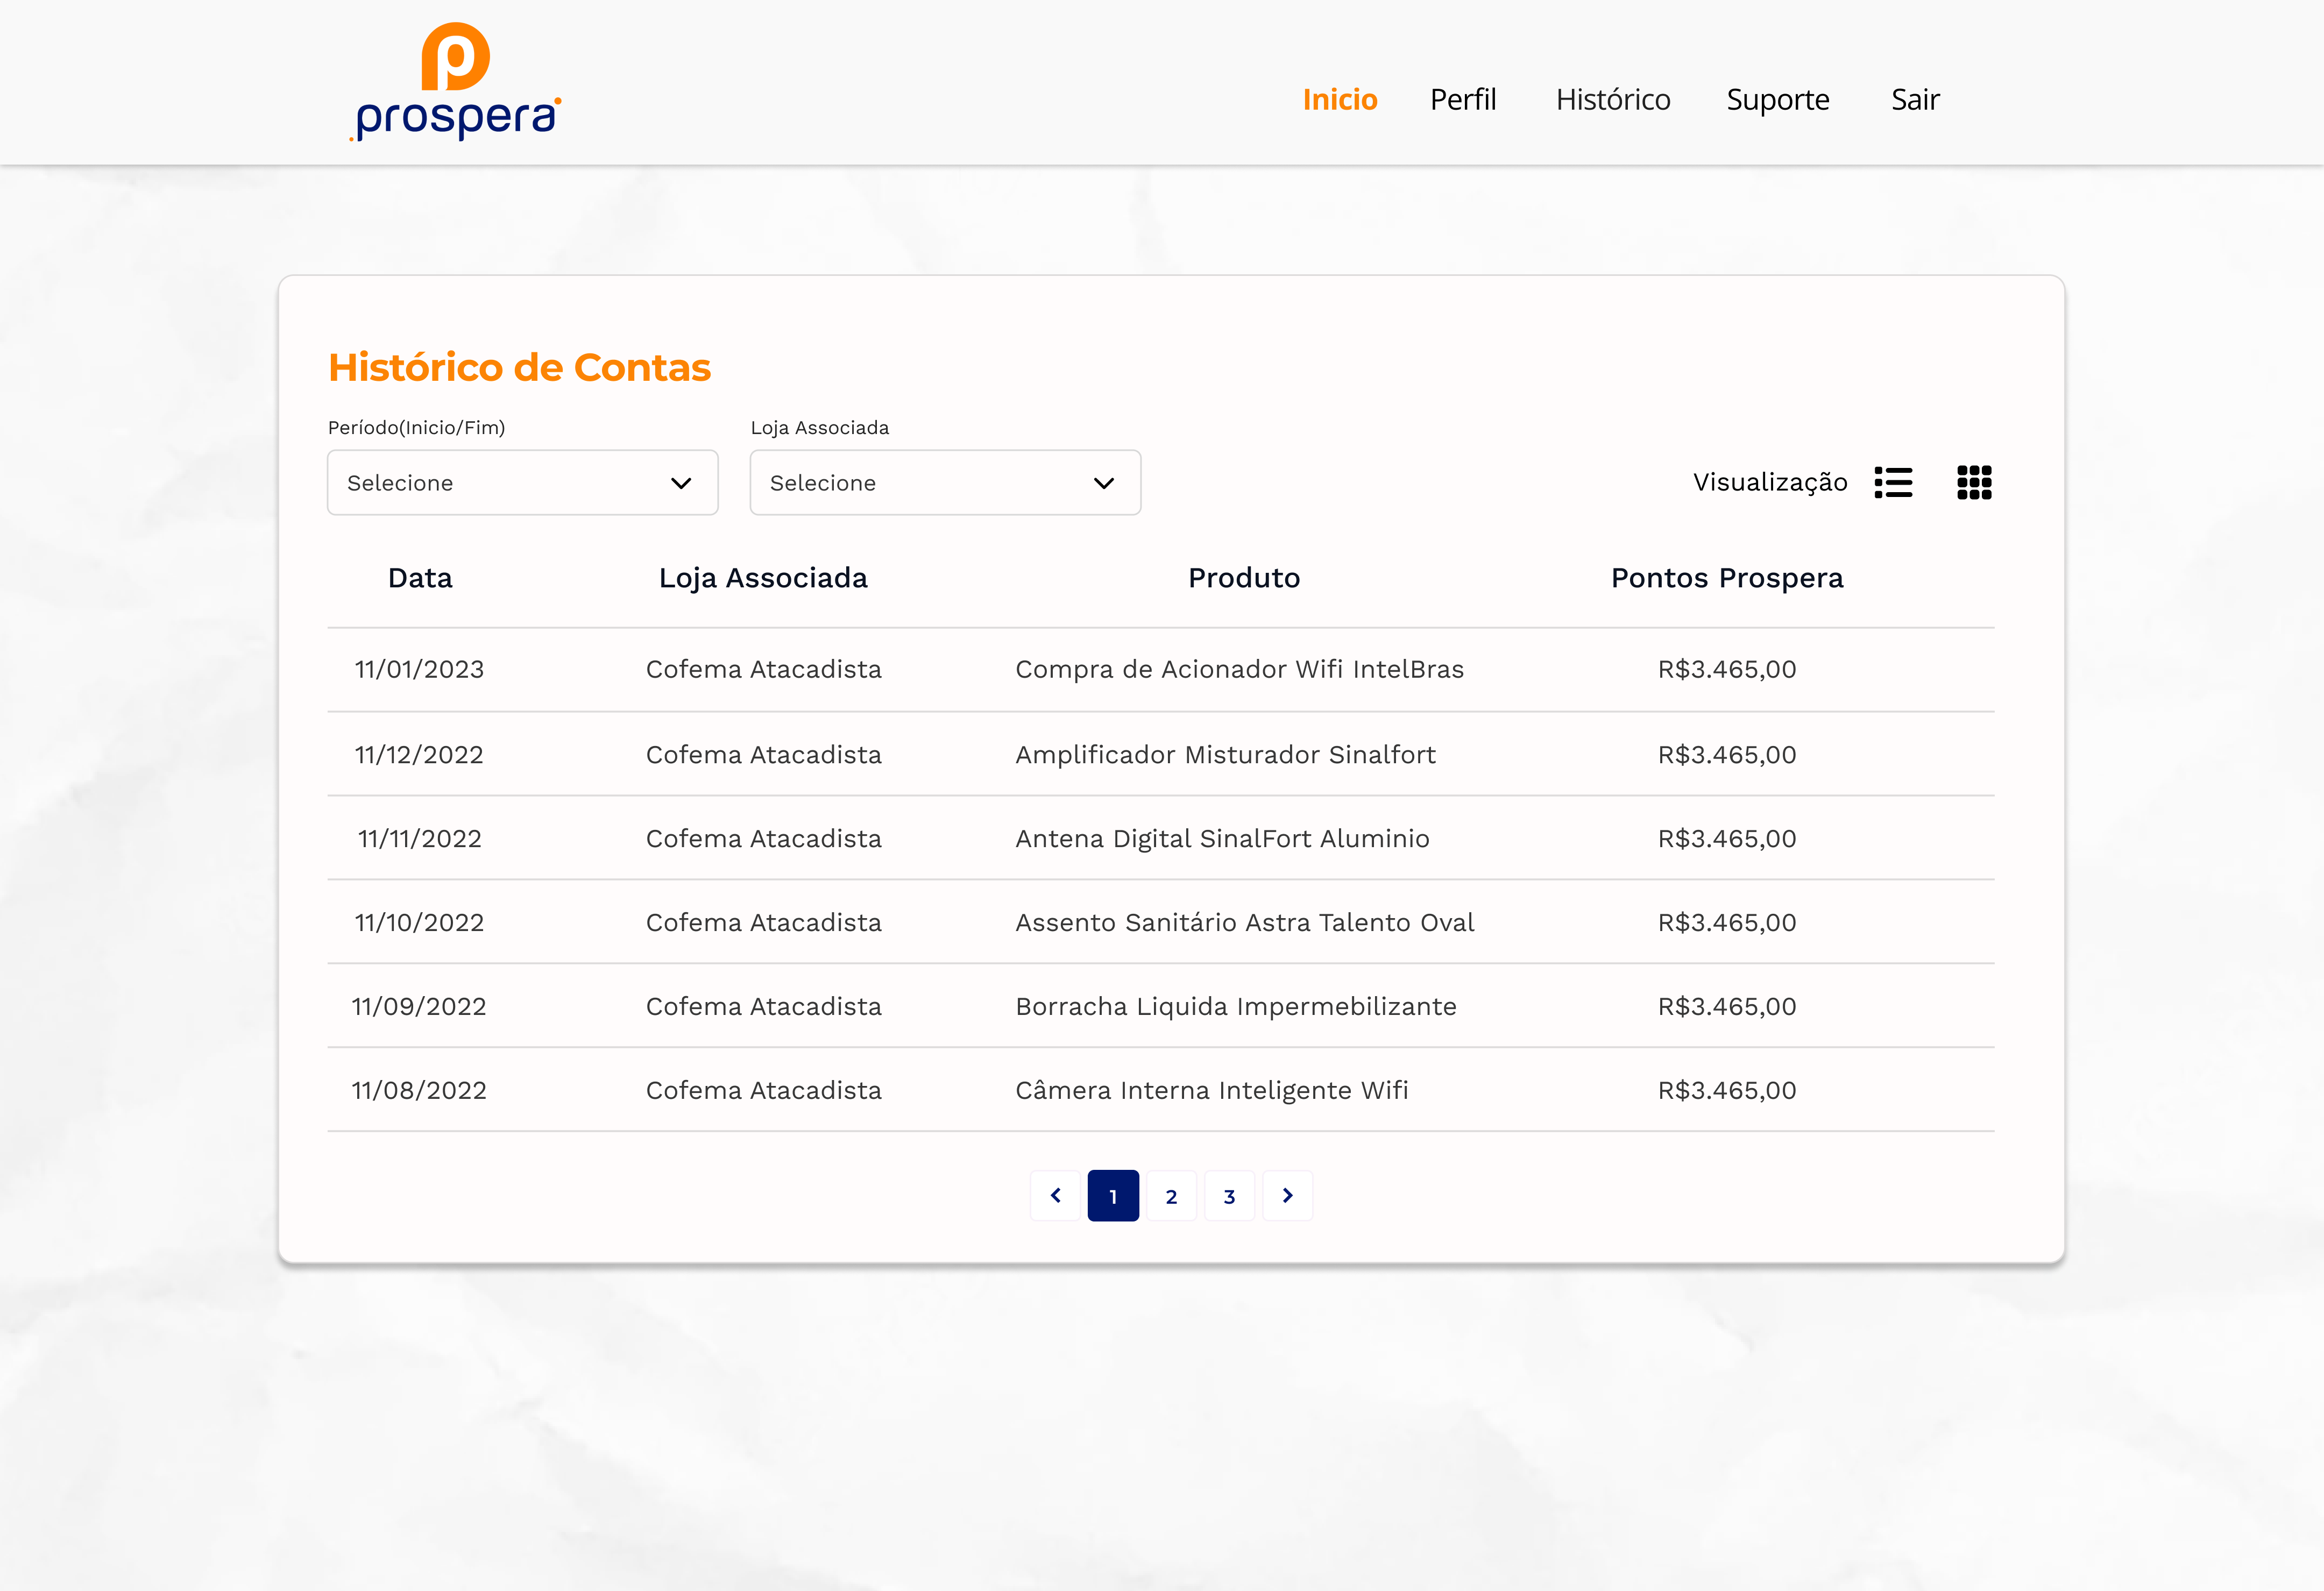 prospera
Inicio Perfil Histórico Suporte Sair
Histórico de Contas
Período(Inicio/Fim) Loja Associada
Selecione Selecione Visualização
Data Loja Associada Produto Pontos Prospera
11/01/2023 Cofema Atacadista Compra de Acionador Wifi IntelBras R$3.465,00
11/12/2022 Cofema Atacadista Amplificador Misturador Sinalfort R$3.465,00
11/11/2022 Cofema Atacadista Antena Digital SinalFort Aluminio R$3.465,00
11/10/2022 Cofema Atacadista Assento Sanitário Astra Talento Oval R$3.465,00
11/09/2022 Cofema Atacadista Borracha Liquida Impermebilizante R$3.465,00
11/08/2022 Cofema Atacadista Câmera Interna Inteligente Wifi R$3.465,00
1 2 3